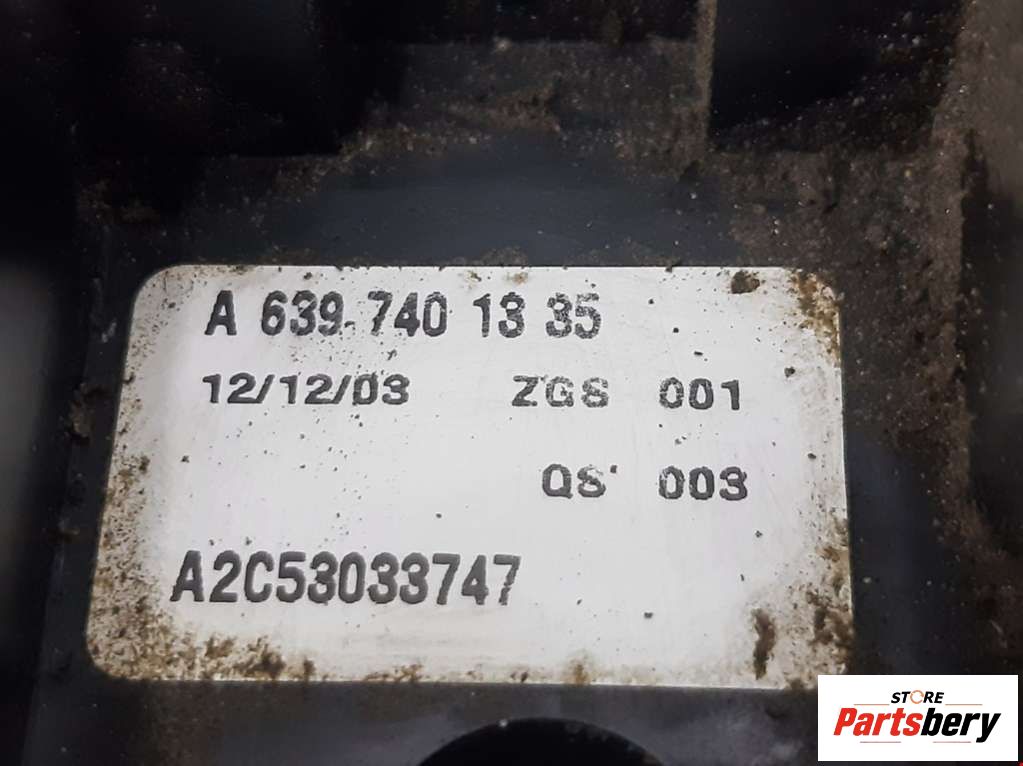 A 639 740 13 35
12/12/03 ZGS 001
QS 003
A2C53033747
STORE
Partsbery